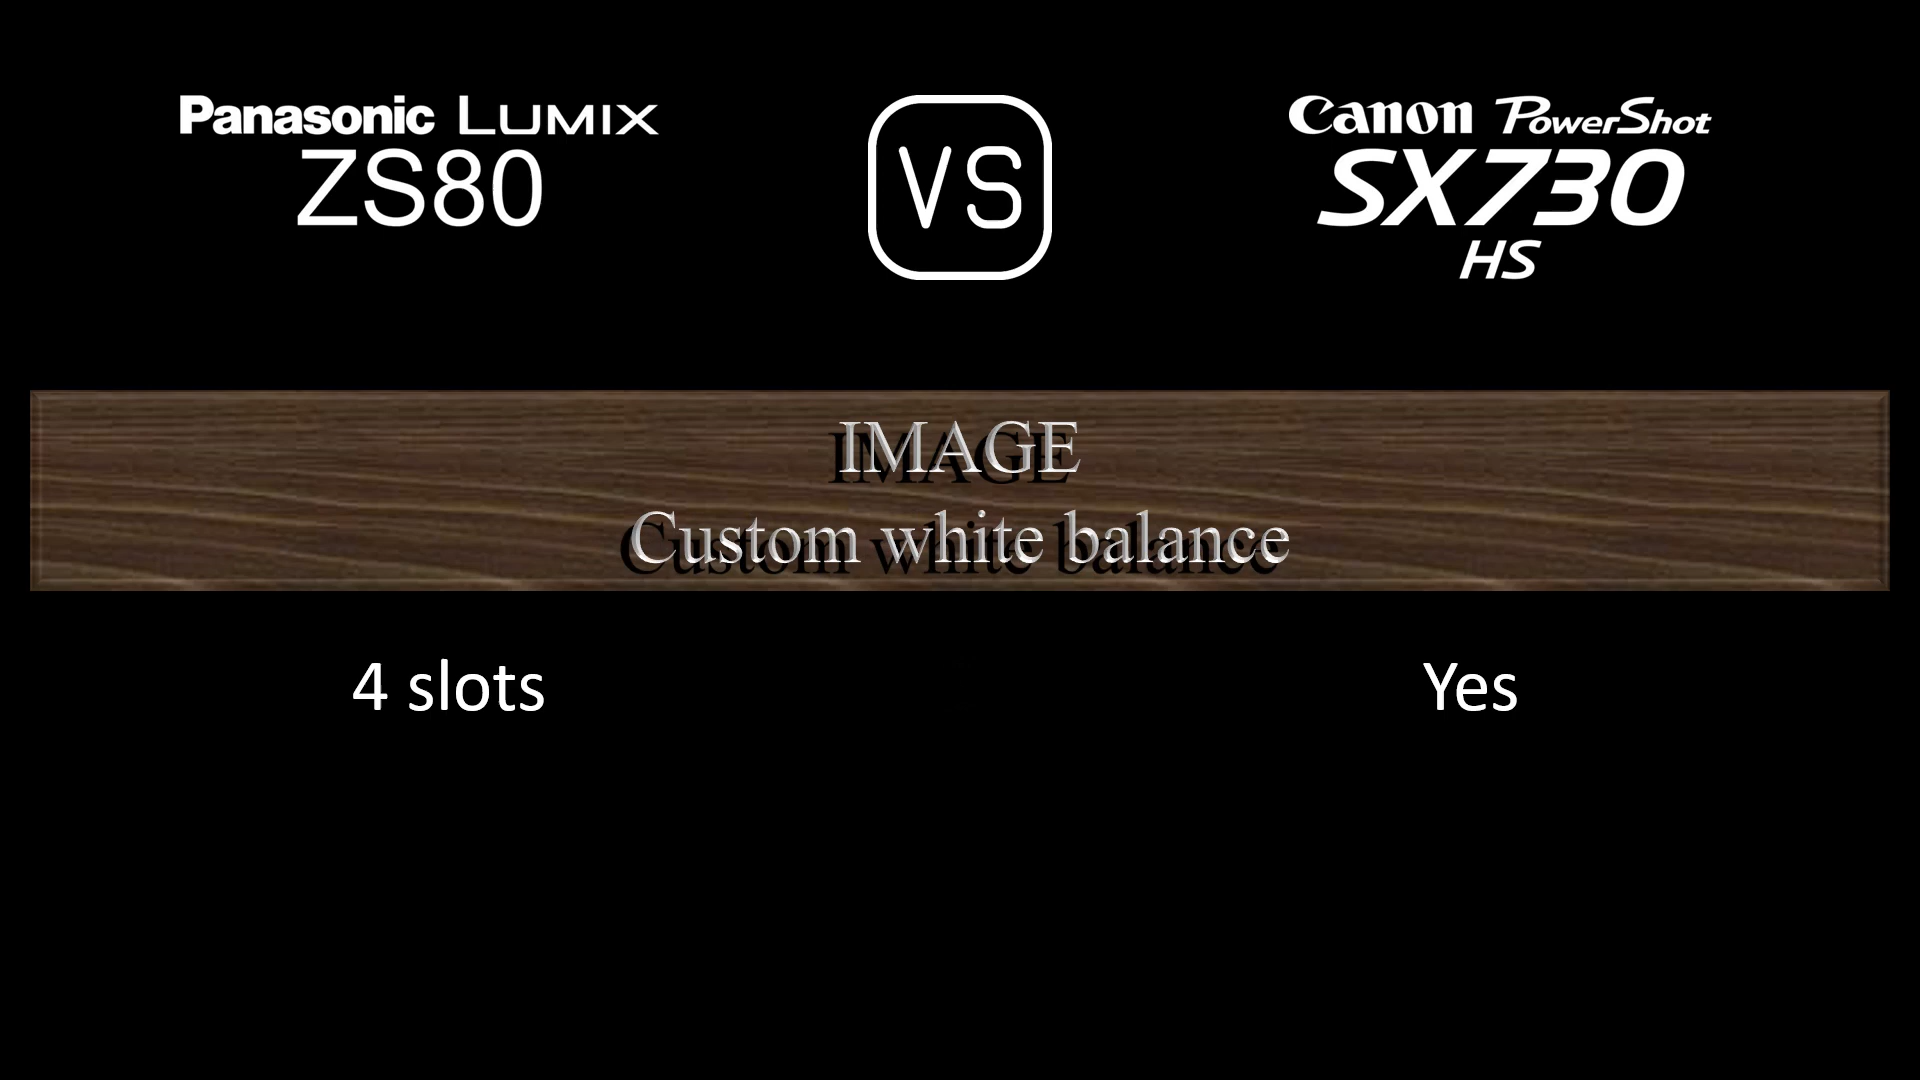 Panasonic LUMIX
ZS80
VS
Canon PowerShot
SX730
HS
IMAGE
Custom white balance
4 slots
Yes